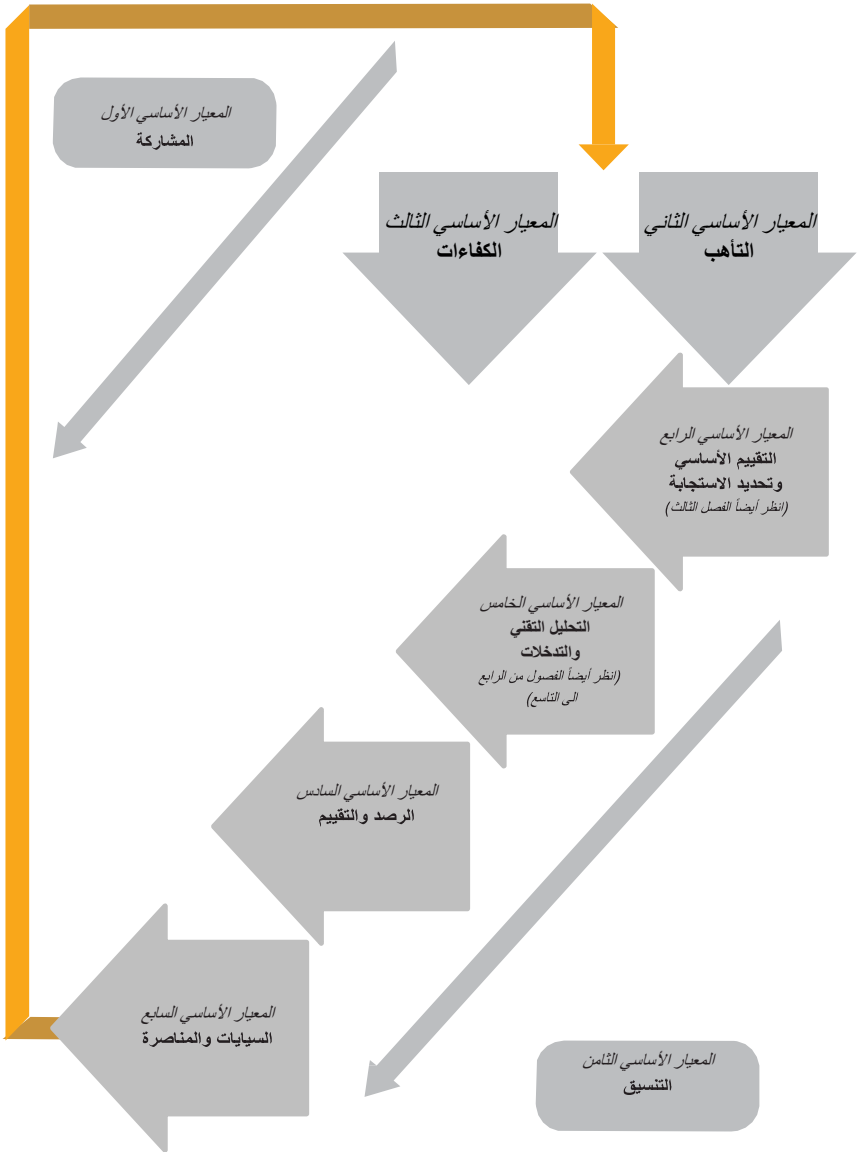 المعيار الأساسي الأول
المشاركة
المعيار الأساسي الثاني
التأهب
المعيار الأساسي الثالث
الكفاءات
المعيار الأساسي الرابع
التقييم الأساسي
وتحديد الاستجابة
(انظر أيضاً الفصل الثالث)
المعيار الأساسي الخامس
التحليل التقني
والتدخلات
(انظر أيضاً الفصول من الرابع
الى التاسع)
المعيار الأساسي السادس
الرصد والتقييم
المعيار الأساسي السابع
السيايات والمناصرة
المعيار الأساسي الثامن
التنسيق